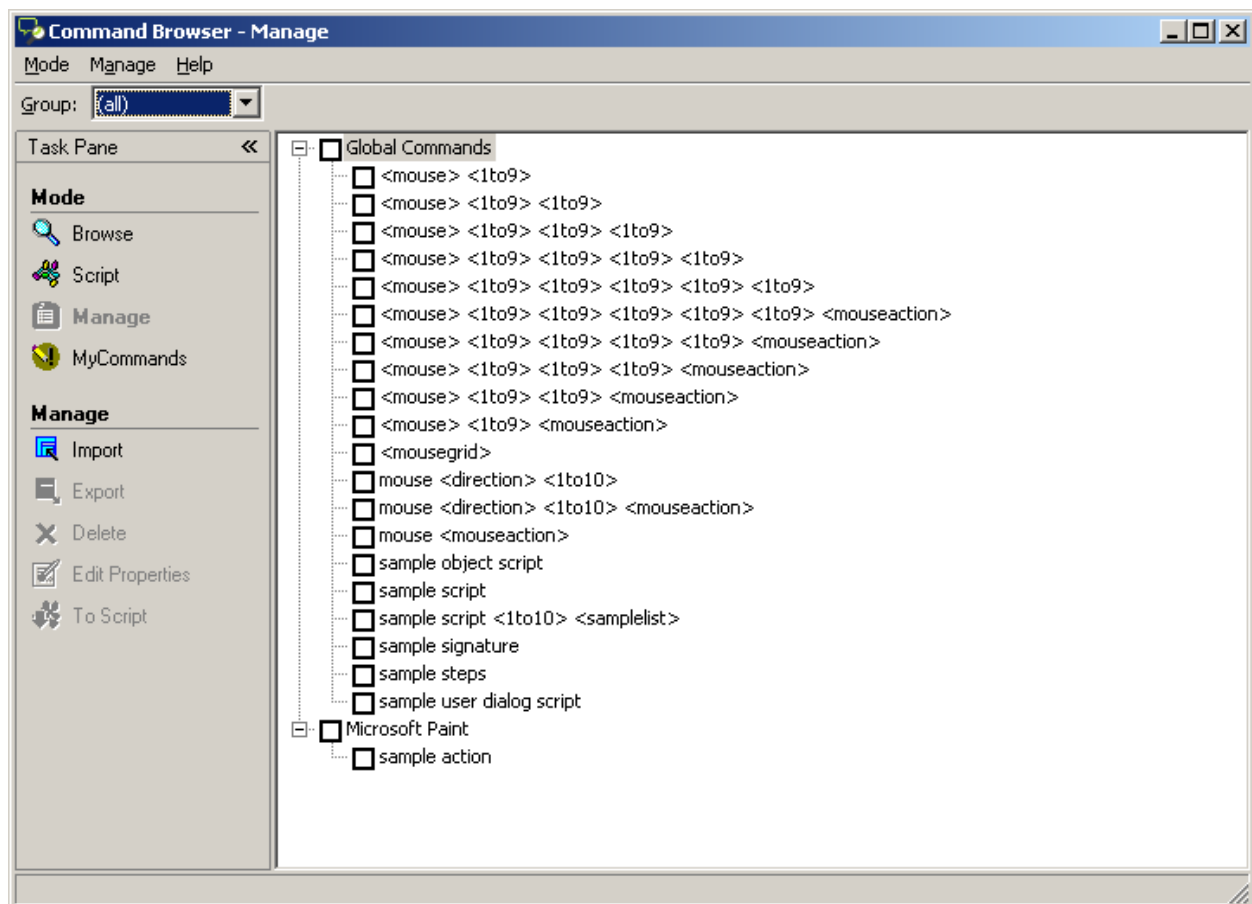 Command Browser - Manage
Mode Manage Help
Group: (all)
Task Pane
Mode
Browse
Script
Manage
MyCommands
Manage
Import
Export
Delete
Edit Properties
To Script
Global Commands
<mouse> <1to9>
<mouse> <1to9> <1to9>
<mouse> <1to9> <1to9> <1to9>
<mouse> <1to9> <1to9> <1to9> <1to9>
<mouse> <1to9> <1to9> <1to9> <1to9> <1to9>
<mouse> <1to9> <1to9> <1to9> <1to9> <1to9> <mouseaction>
<mouse> <1to9> <1to9> <1to9> <1to9> <mouseaction>
<mouse> <1to9> <1to9> <1to9> <mouseaction>
<mouse> <1to9> <1to9> <mouseaction>
<mouse> <1to9> <mouseaction>
<mousegrid>
mouse <direction> <1to10>
mouse <direction> <1to10> <mouseaction>
mouse <mouseaction>
sample object script
sample script
sample script <1to10> <samplelist>
sample signature
sample steps
sample user dialog script
Microsoft Paint
sample action